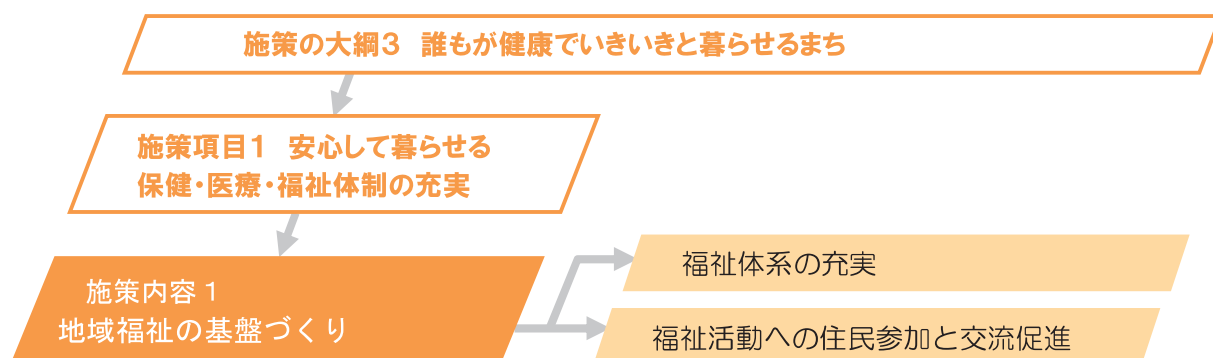 施策の大綱3 誰もが健康でいきいきと暮らせるまち
施策項目1 安心して暮らせる
保健・医療・福祉体制の充実
施策内容1
地域福祉の基盤づくり
福祉体系の充実
福祉活動への住民参加と交流促進